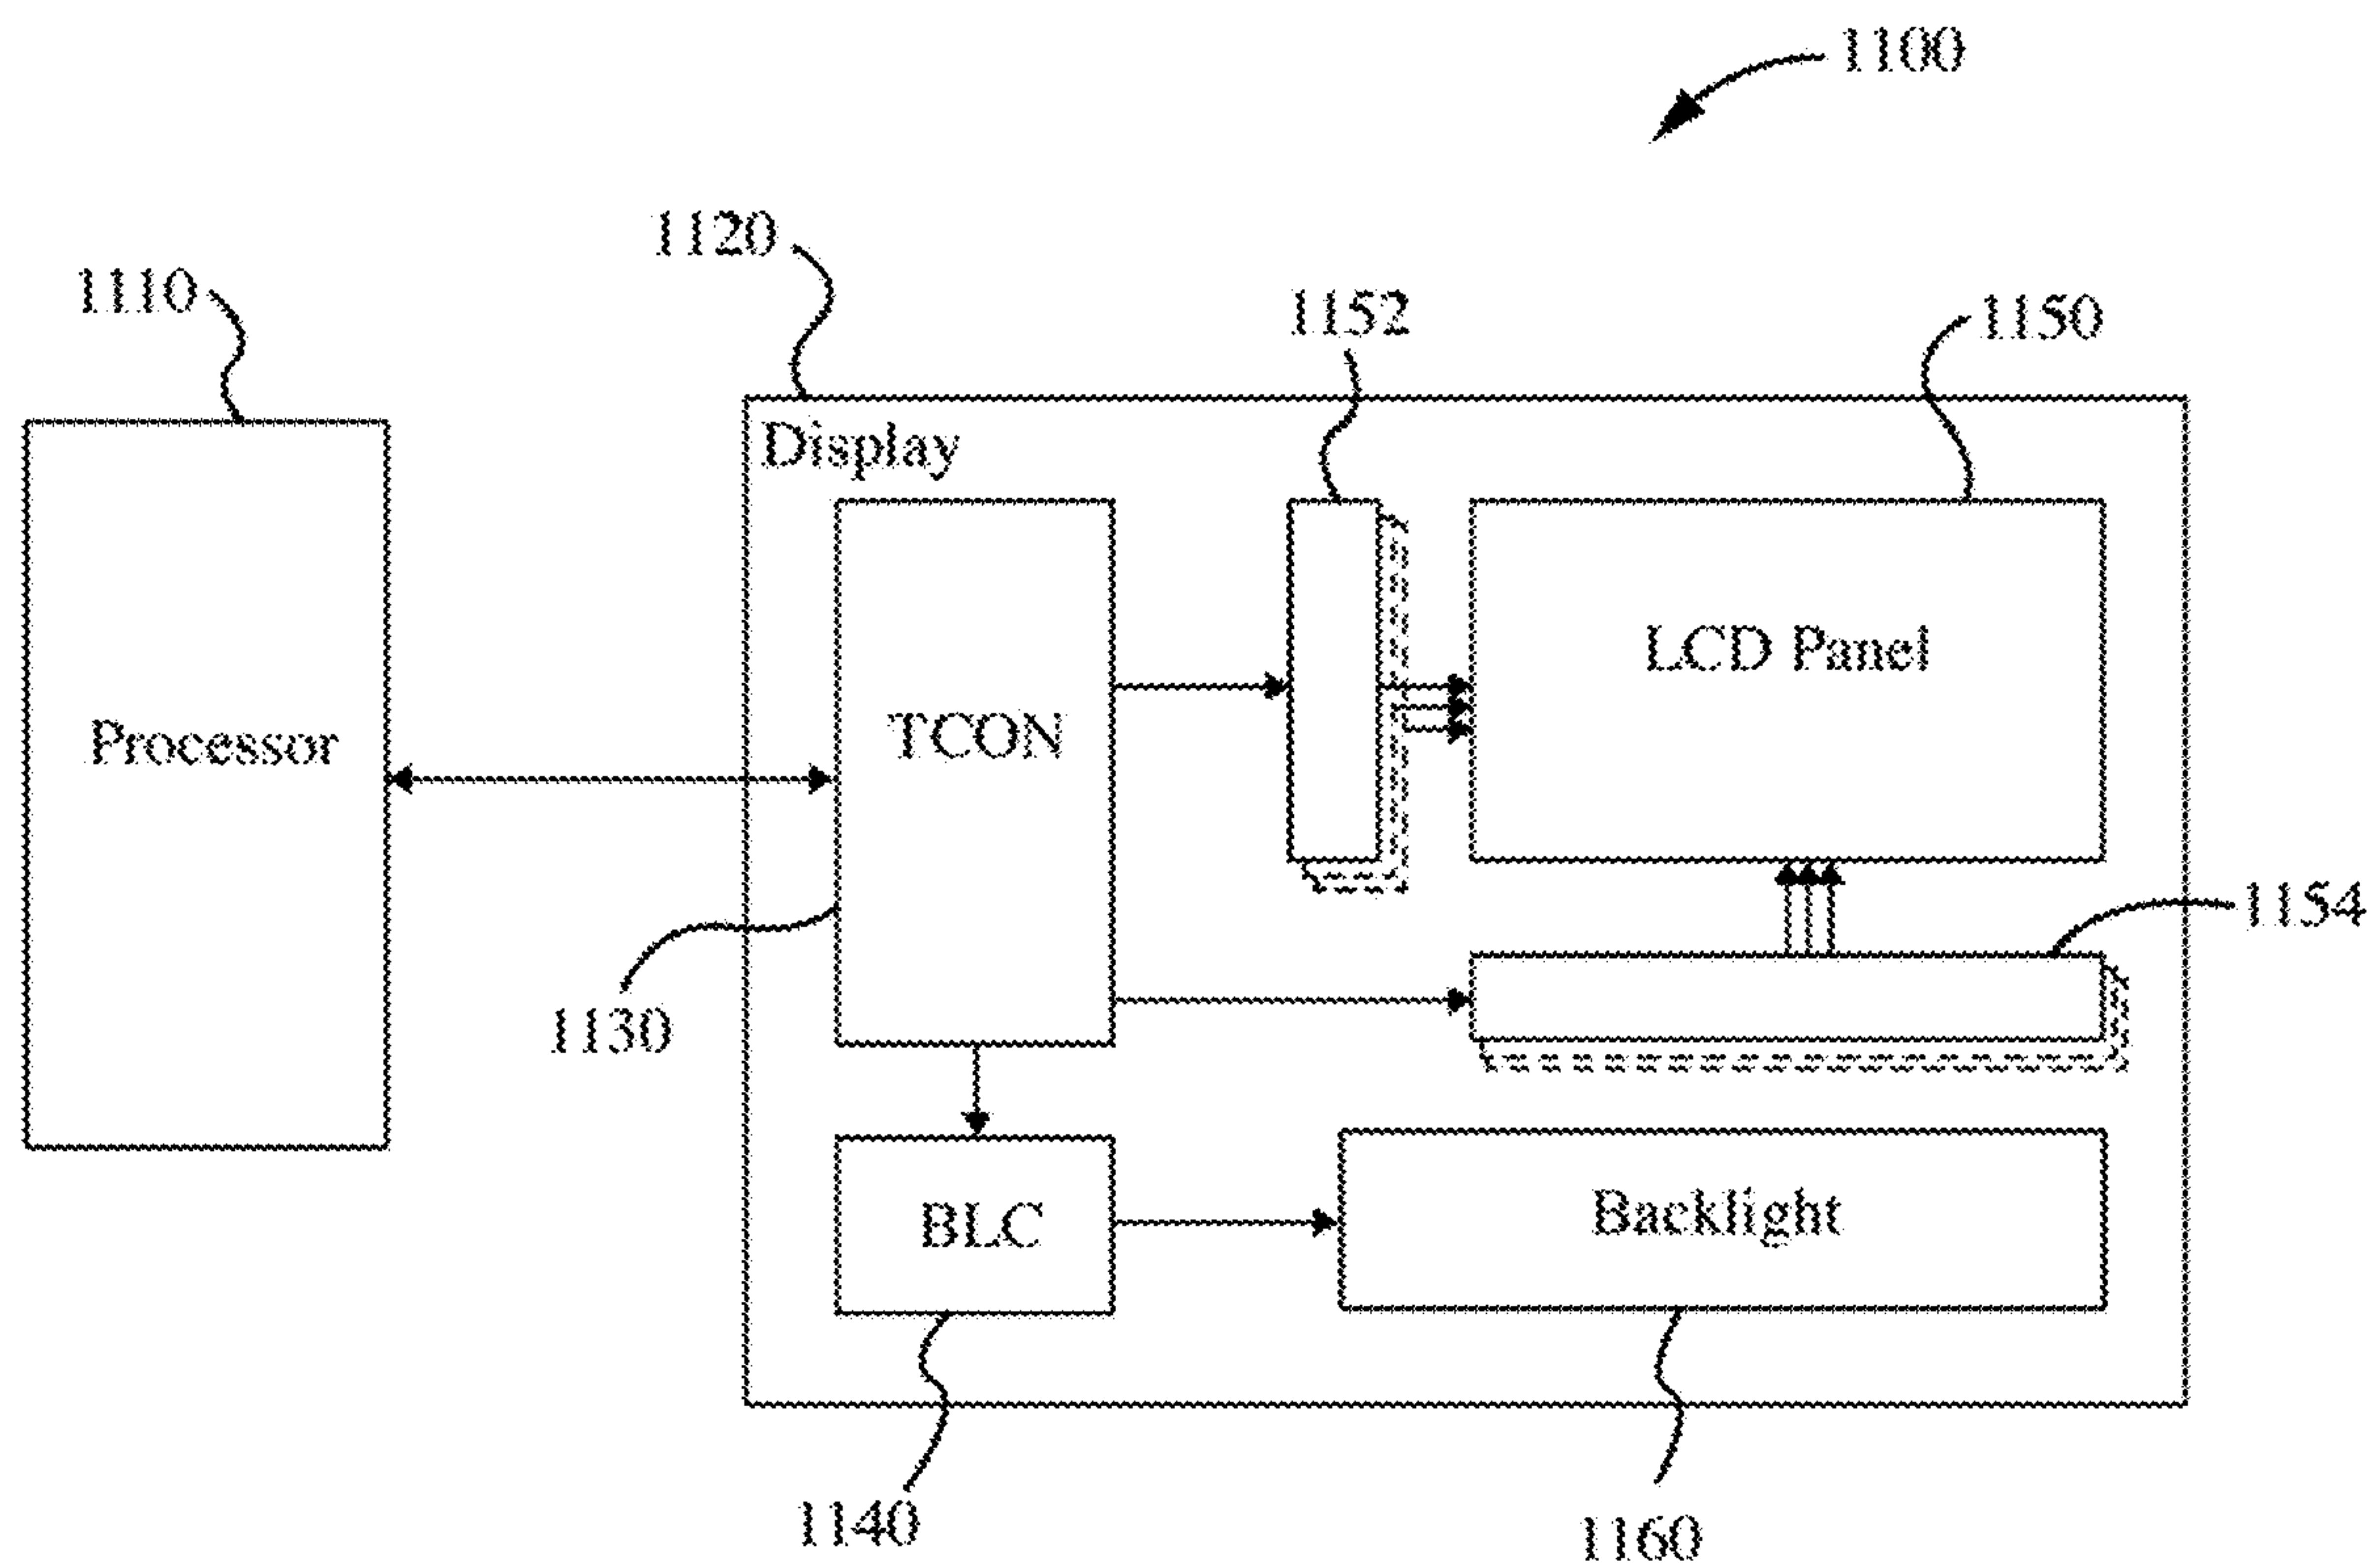 1100
1120
1110
1152
1150
Display
LCD Panel
Processor
TCON
1154
1130
BLC
Backlight
1140
1160